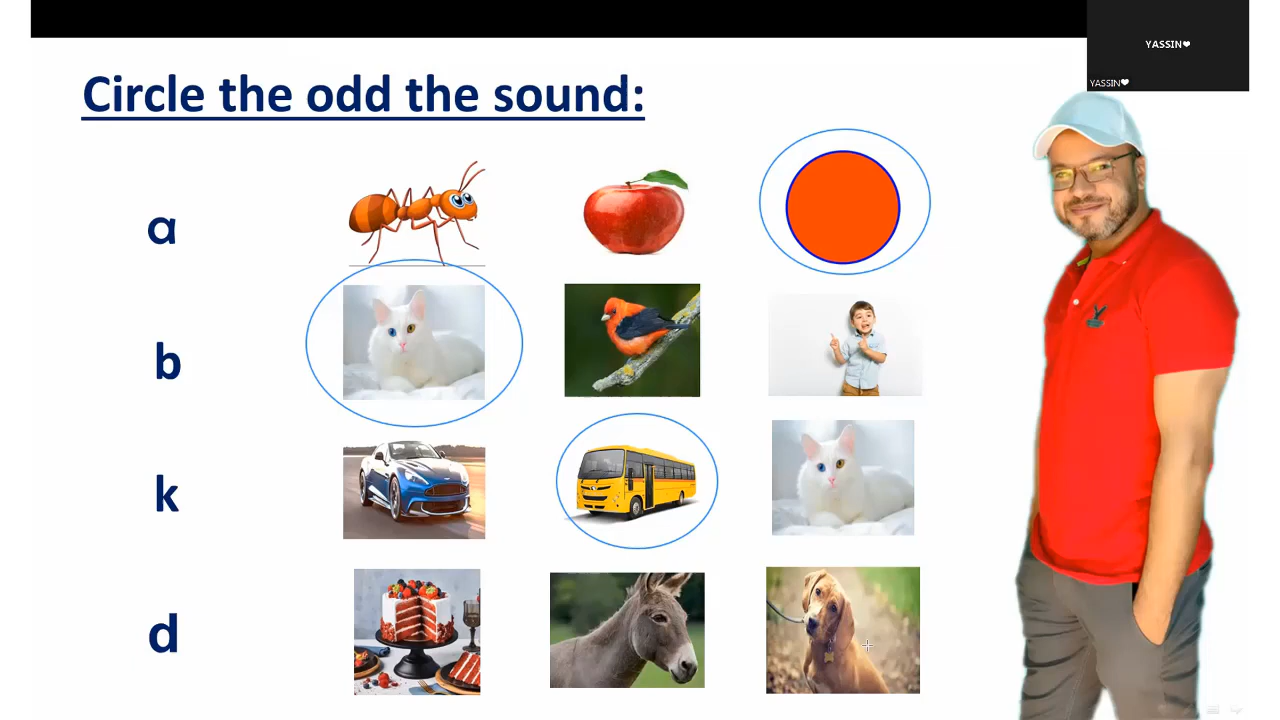 YASSIN❤
YASSIN❤
Circle the odd the sound:
a
b
k
d